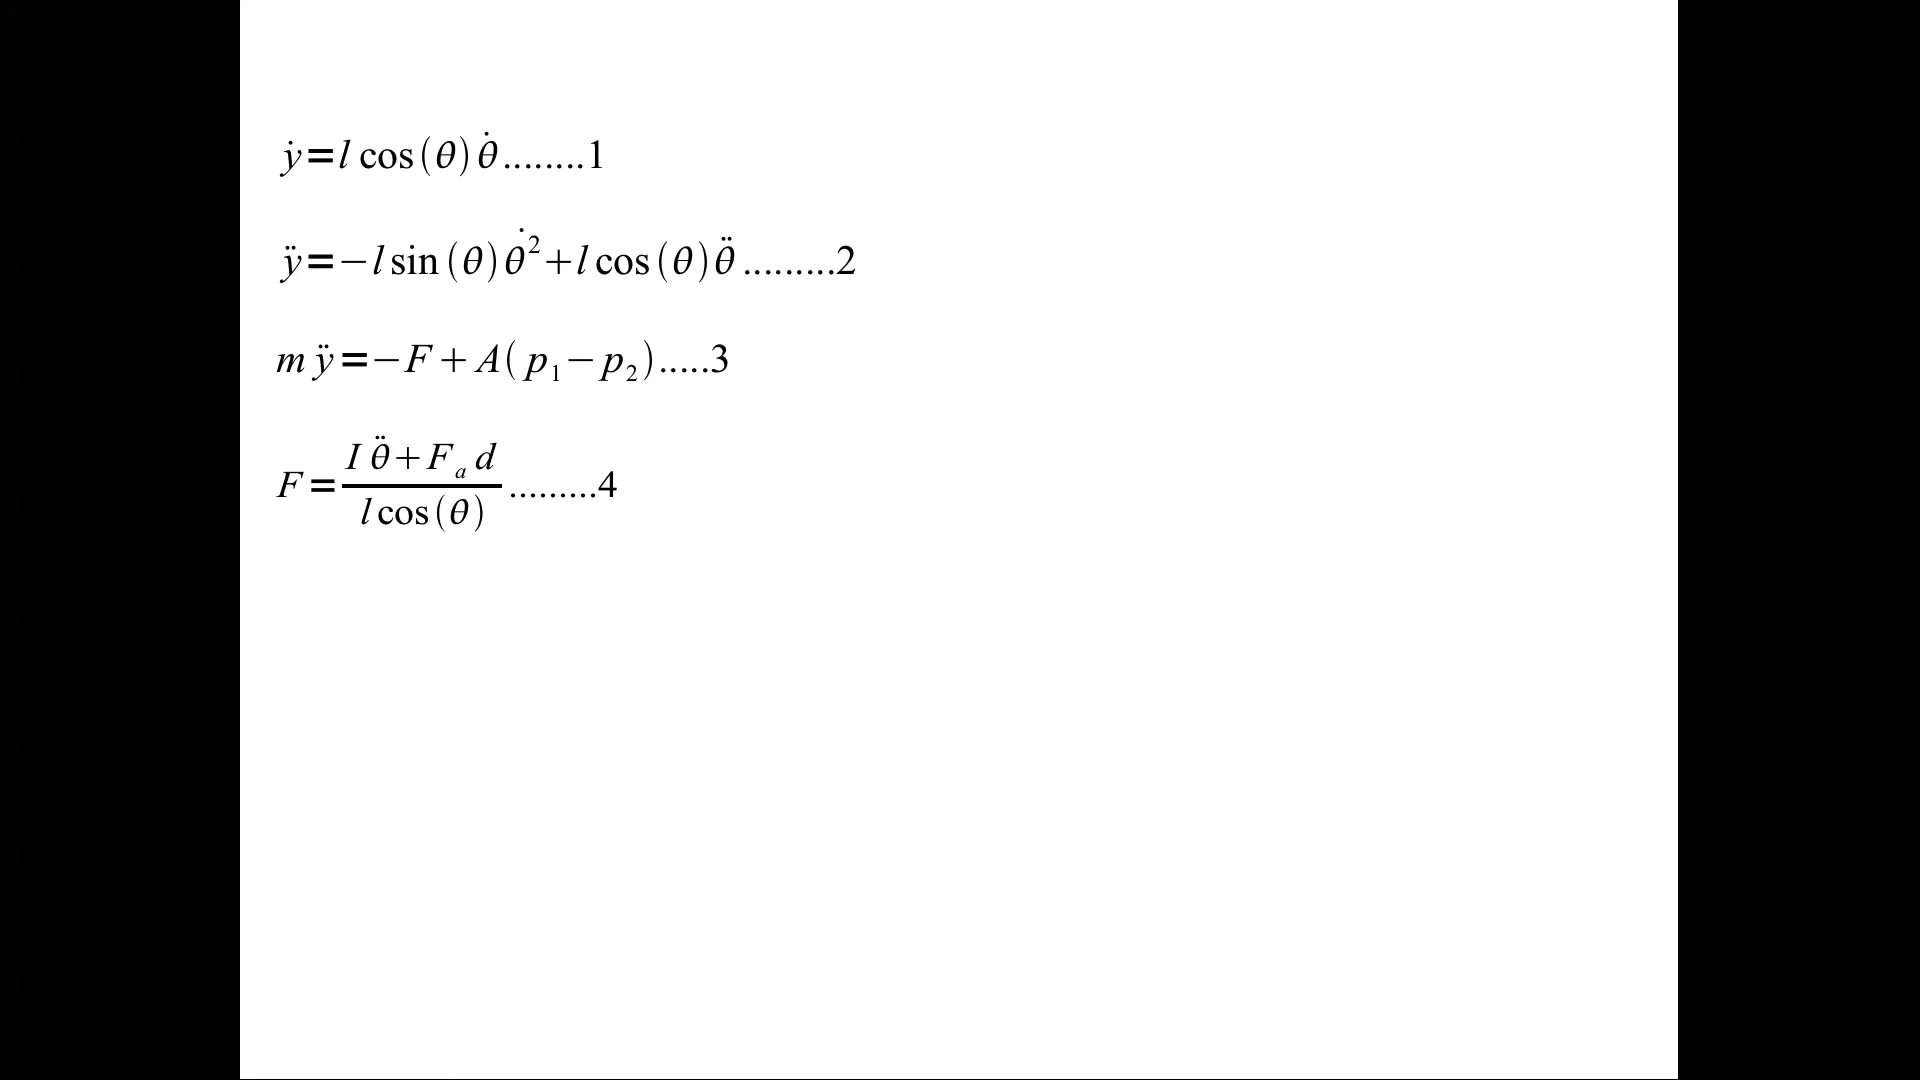 ẏ=l cos(θ) θ̇........1
ÿ=−l sin(θ) θ̇²+l cos(θ) θ̈.........2
m ÿ=−F+A(p₁−p₂).....3
F=(I θ̈+Fₐ d)/(l cos(θ)).........4